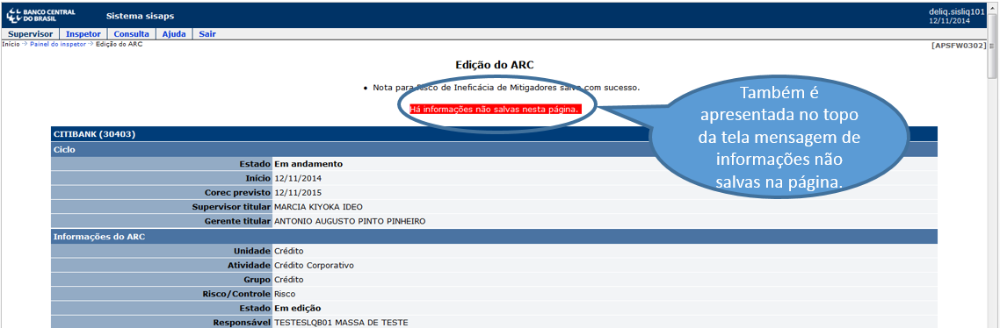 BANCO CENTRAL
DO BRASIL
Sistema sisaps
deliq.sisliq101
12/11/2014
Supervisor Inspetor Consulta Ajuda Sair
Início -> Painel do inspetor -> Edição do ARC
[APSFW0302]
Edição do ARC
• Nota para Risco de Ineficácia de Mitigadores salva com sucesso.
Há informações não salvas nesta página.
Também é
apresentada no topo
da tela mensagem de
informações não
salvas na página.
CITIBANK (30403)
Ciclo
Estado Em andamento
Início 12/11/2014
Corec previsto 12/11/2015
Supervisor titular MARCIA KIYOKA IDEO
Gerente titular ANTONIO AUGUSTO PINTO PINHEIRO
Informações do ARC
Unidade Crédito
Atividade Crédito Corporativo
Grupo Crédito
Risco/Controle Risco
Estado Em edição
Responsável TESTESLQB01 MASSA DE TESTE